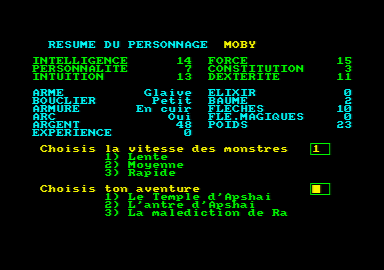 RESUME DU PERSONNAGE MOBY
INTELLIGENCE 14 FORCE 15
PERSONNALITE 7 CONSTITUTION 3
INTUITION 13 DEXTERITE 11
ARME Glaive ELIXIR 0
BOUCLIER Petit BAUME 2
ARMURE En cuir FLECHES 10
ARC Oui FLE.MAGIQUES 0
ARGENT 48 POIDS 23
EXPERIENCE 0
Choisis la vitesse des monstres 1
1) Lente
2) Moyenne
3) Rapide
Choisis ton aventure
1) Le Temple d'Apshai
2) L'antre d'Apshai
3) La malediction de Ra